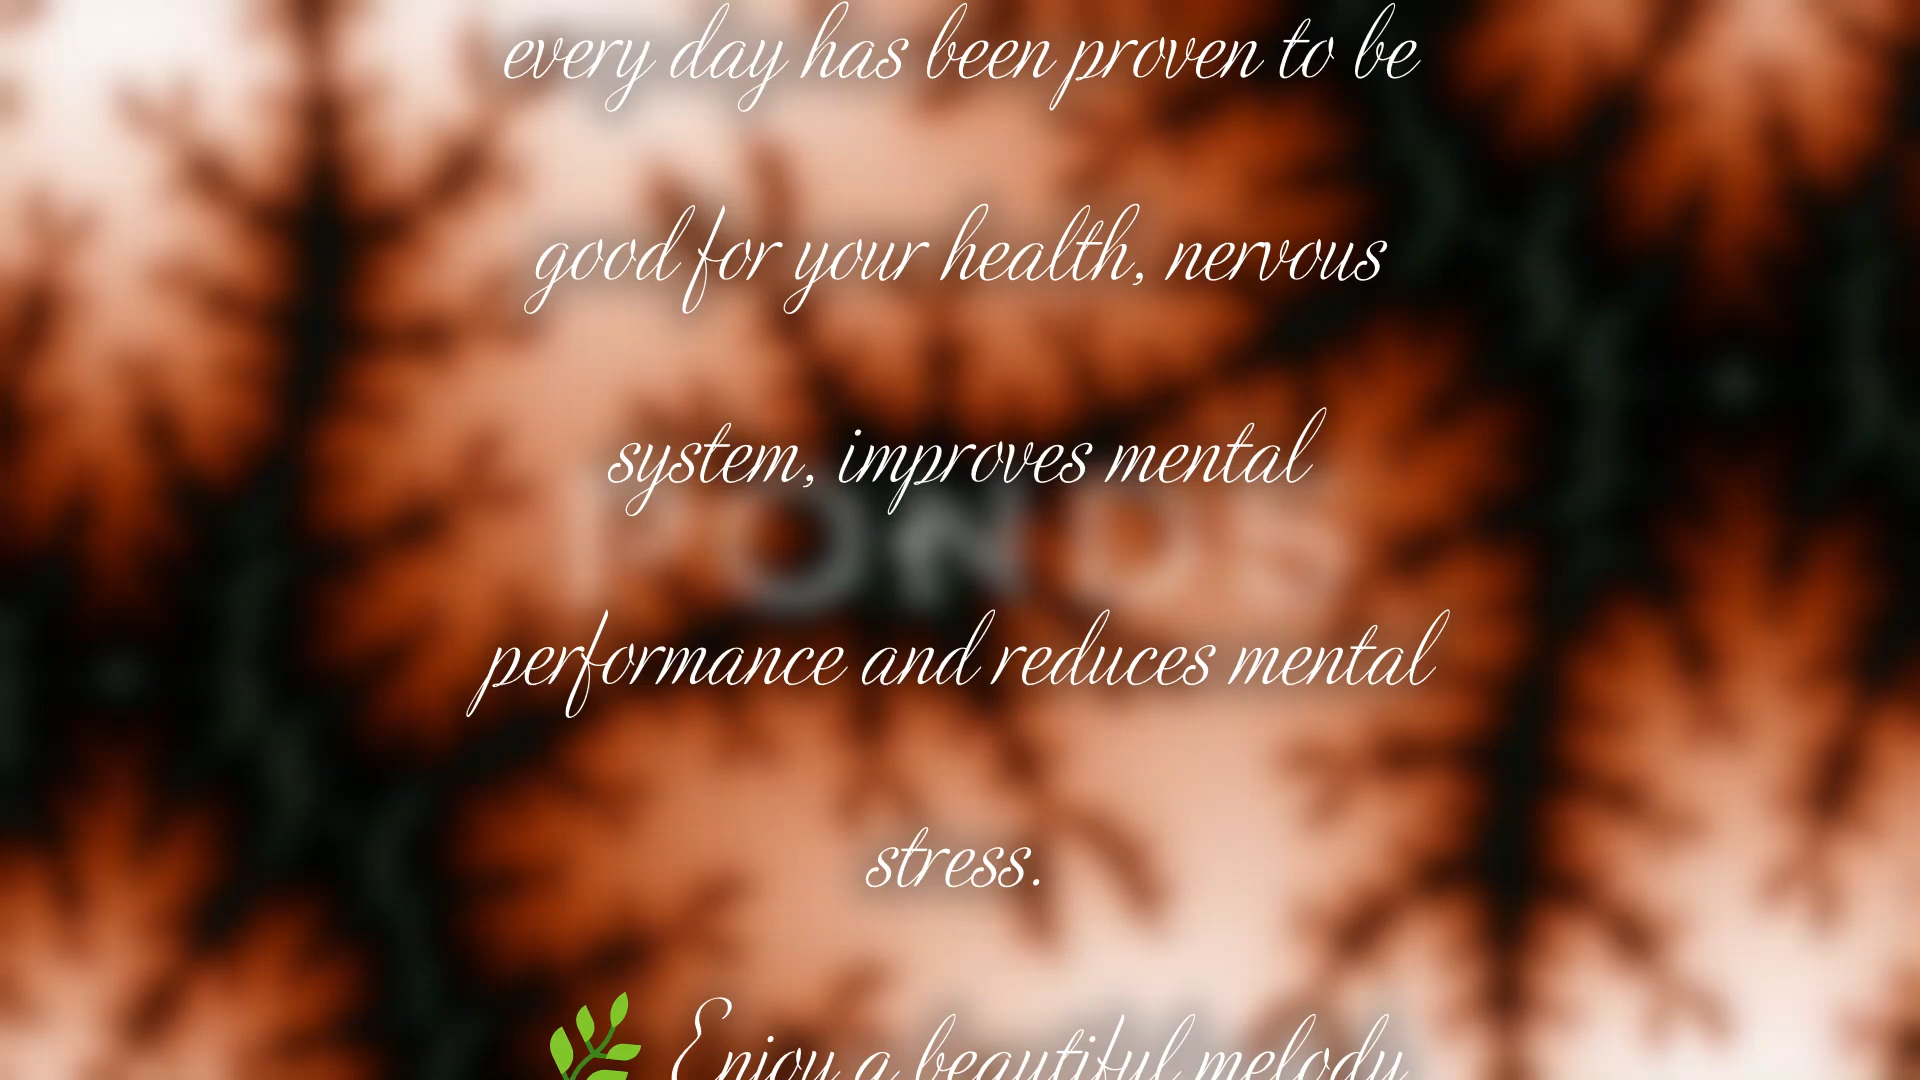 every day has been proven to be
good for your health, nervous
system, improves mental
performance and reduces mental
stress.
🌿 Enjoy a beautiful melody